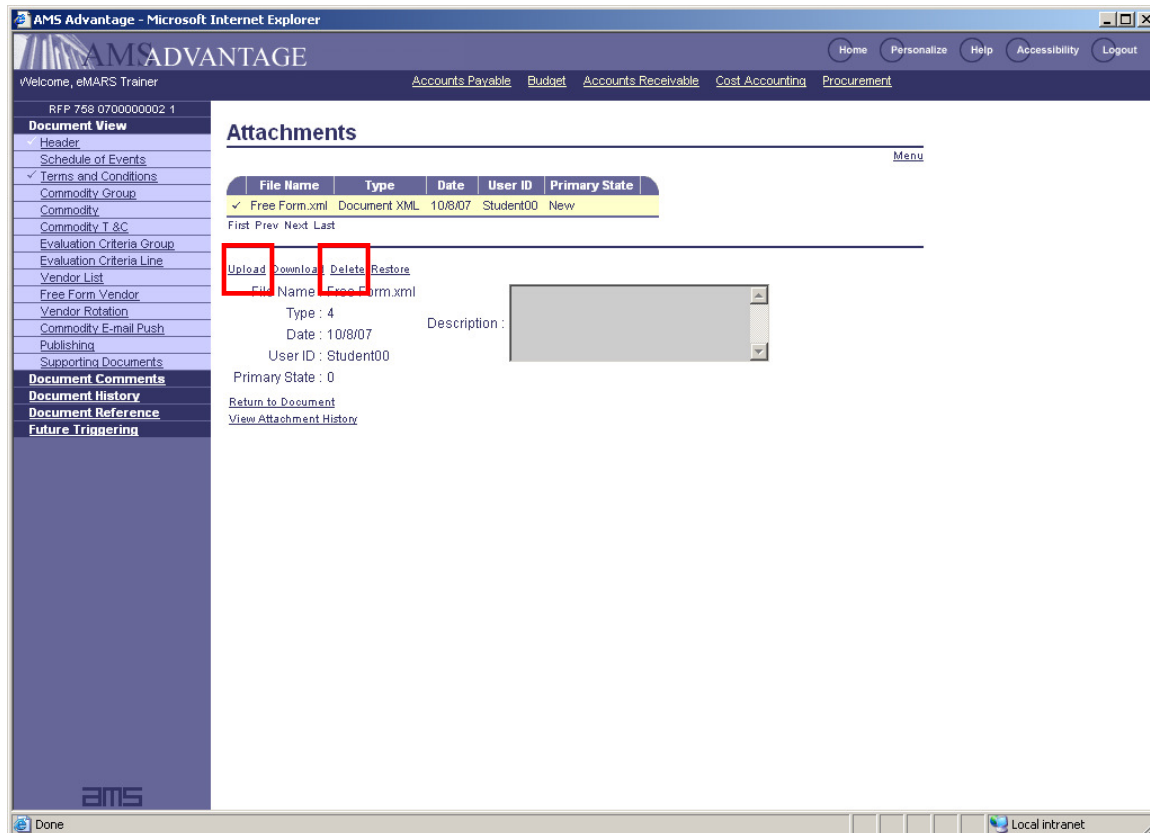 AMS Advantage - Microsoft Internet Explorer
AMSADVANTAGE
Home Personalize Help Accessibility Logout
Welcome, eMARS Trainer
Accounts Payable Budget Accounts Receivable Cost Accounting Procurement
RFP 758 0700000002 1
Document View
Header
Schedule of Events
Terms and Conditions
Commodity Group
Commodity
Commodity T &C
Evaluation Criteria Group
Evaluation Criteria Line
Vendor List
Free Form Vendor
Vendor Rotation
Commodity E-mail Push
Publishing
Supporting Documents
Document Comments
Document History
Document Reference
Future Triggering
Attachments
Menu
File Name Type Date User ID Primary State
Free Form.xml Document XML 10/8/07 Student00 New
First Prev Next Last
Upload Download Delete Restore
File Name : Free Form.xml
Type : 4
Date : 10/8/07
User ID : Student00
Primary State : 0
Description :
Return to Document
View Attachment History
ams
Done
Local intranet